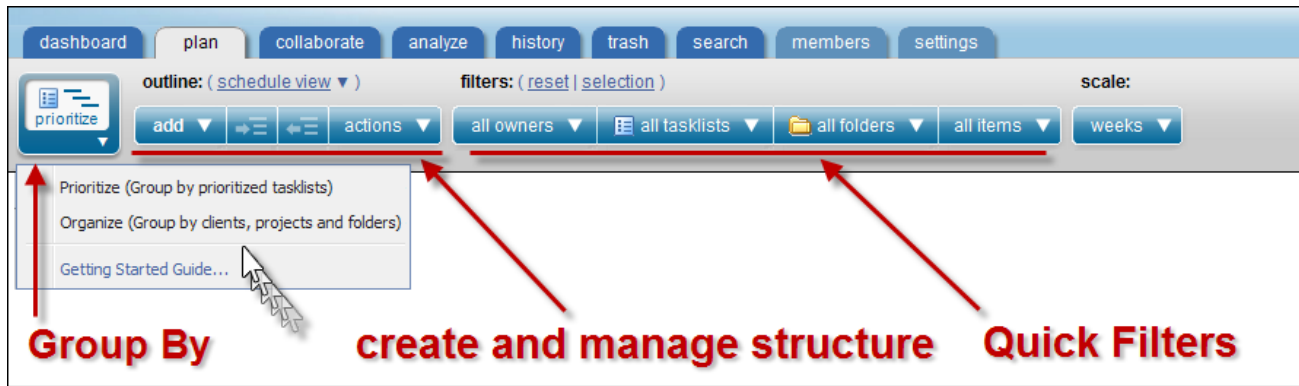 dashboard plan collaborate analyze history trash search members settings
outline: ( schedule view ▼ ) filters: ( reset | selection ) scale:
prioritize add ▼ actions ▼ all owners ▼ all tasklists ▼ all folders ▼ all items ▼ weeks ▼
Prioritize (Group by prioritized tasklists)
Organize (Group by clients, projects and folders)
Getting Started Guide...
Group By create and manage structure Quick Filters